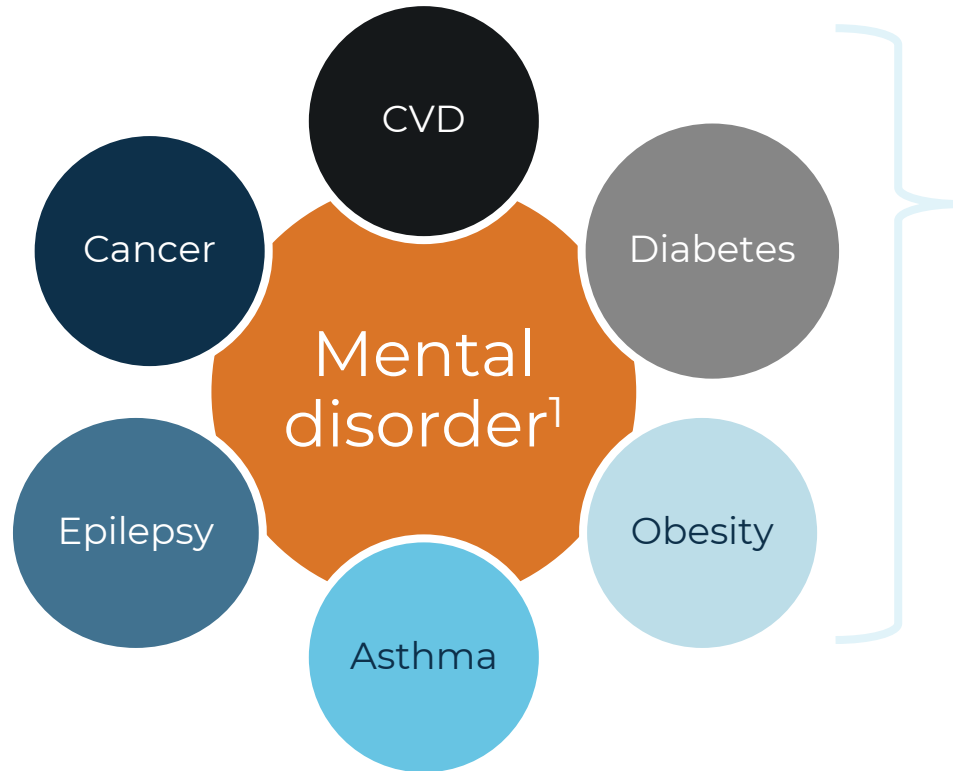 CVD
Cancer
Diabetes
Mental
disorder¹
Epilepsy
Obesity
Asthma